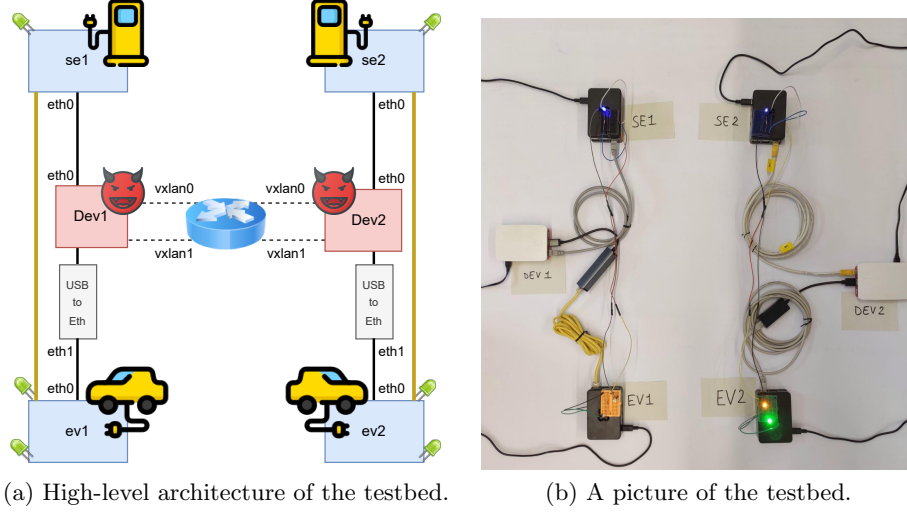 se1
se2
eth0
eth0
eth0
eth0
vxlan0
vxlan0
Dev1
Dev2
vxlan1
vxlan1
USB
to
Eth
USB
to
Eth
eth1
eth1
eth0
eth0
ev1
ev2
(a) High-level architecture of the testbed.
SE1
SE2
DEV 1
DEV 2
EV1
EV2
(b) A picture of the testbed.